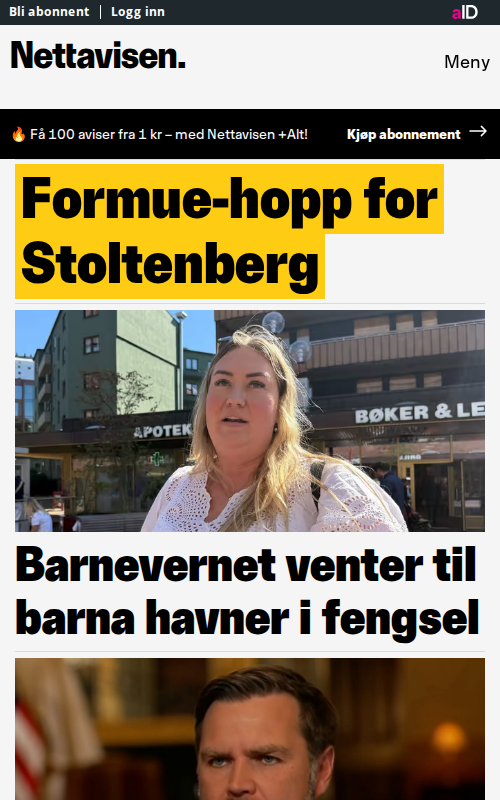 Bli abonnent | Logg inn
aID
Nettavisen.
Meny
🔥 Få 100 aviser fra 1 kr – med Nettavisen +Alt!
Kjøp abonnement →
Formue-hopp for
Stoltenberg
APOTEK
BØKER & LE
Barnevernet venter til
barna havner i fengsel